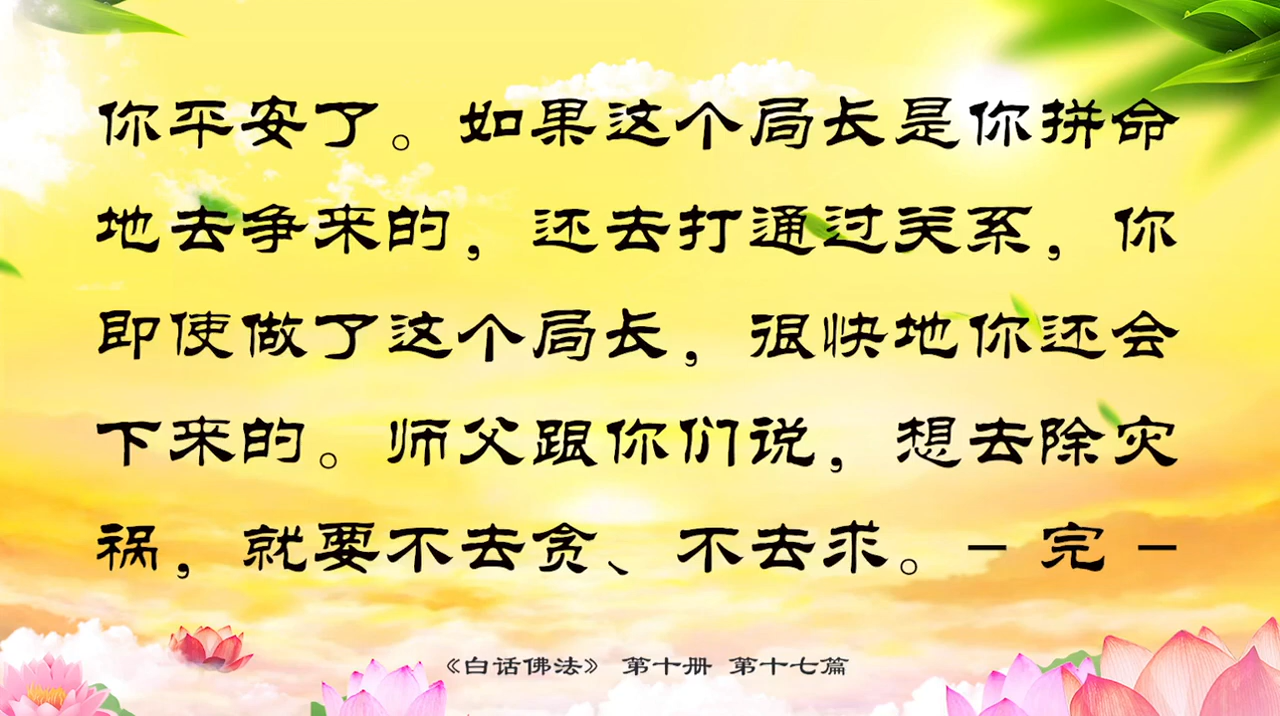 你平安了。如果这个局长是你拼命
地去争来的，还去打通过关系，你
即使做了这个局长，很快地你还会
下来的。师父跟你们说，想去除灾
祸，就要不去贪、不去求。－ 完 －
《白话佛法》 第十册 第十七篇